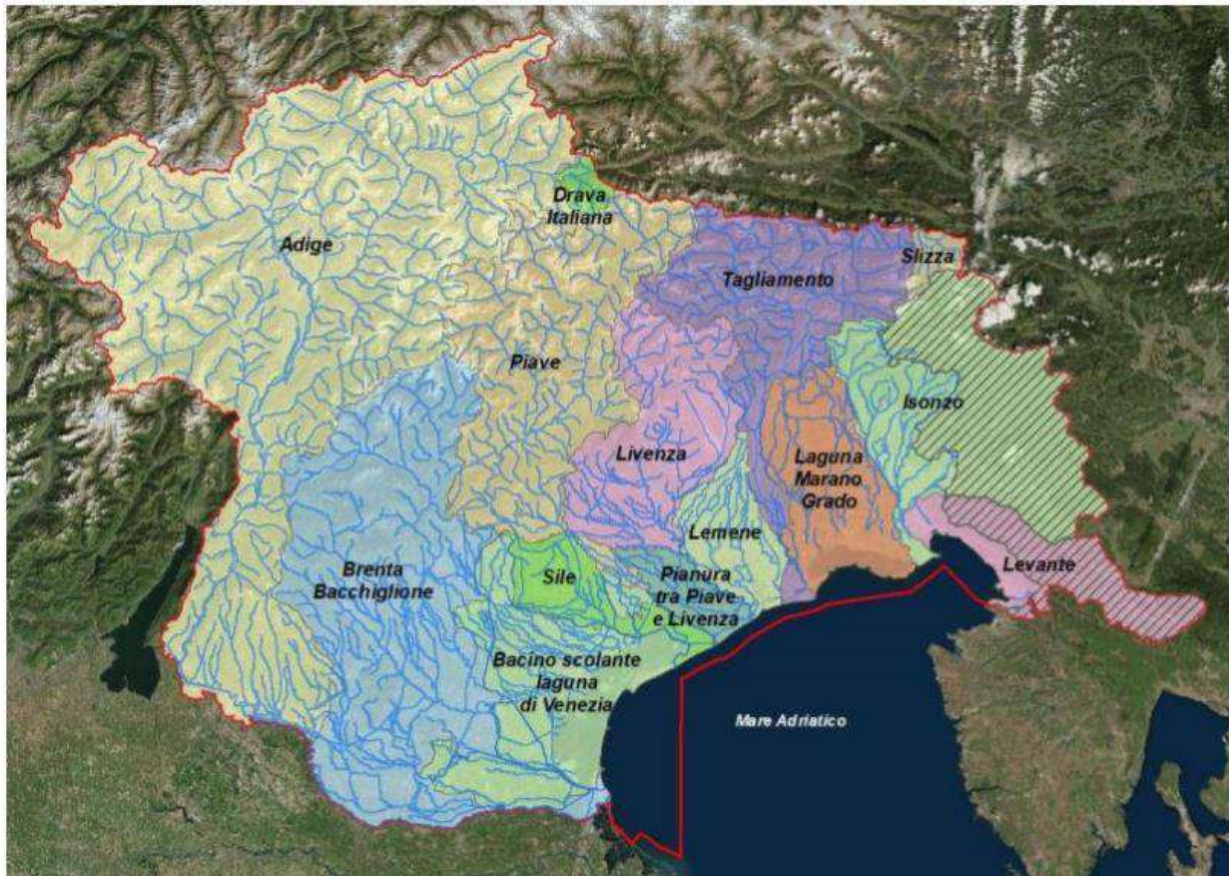 Drava
Italiana
Adige
Slizza
Tagliamento
Piave
Isonzo
Livenza
Laguna
Marano
Grado
Lemene
Levante
Brenta
Bacchiglione
Sile
Pianura
tra Piave
e Livenza
Bacino scolante
laguna
di Venezia
Mare Adriatico